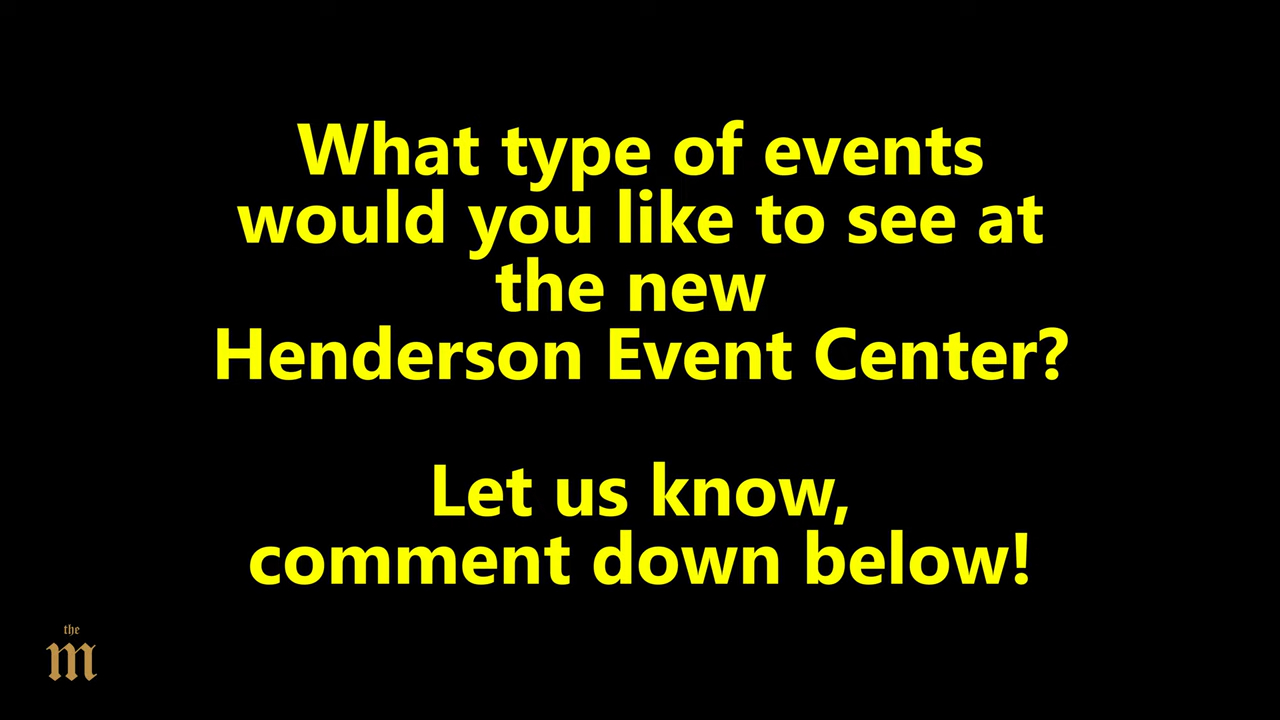 What type of events
would you like to see at
the new
Henderson Event Center?
Let us know,
comment down below!
the
M